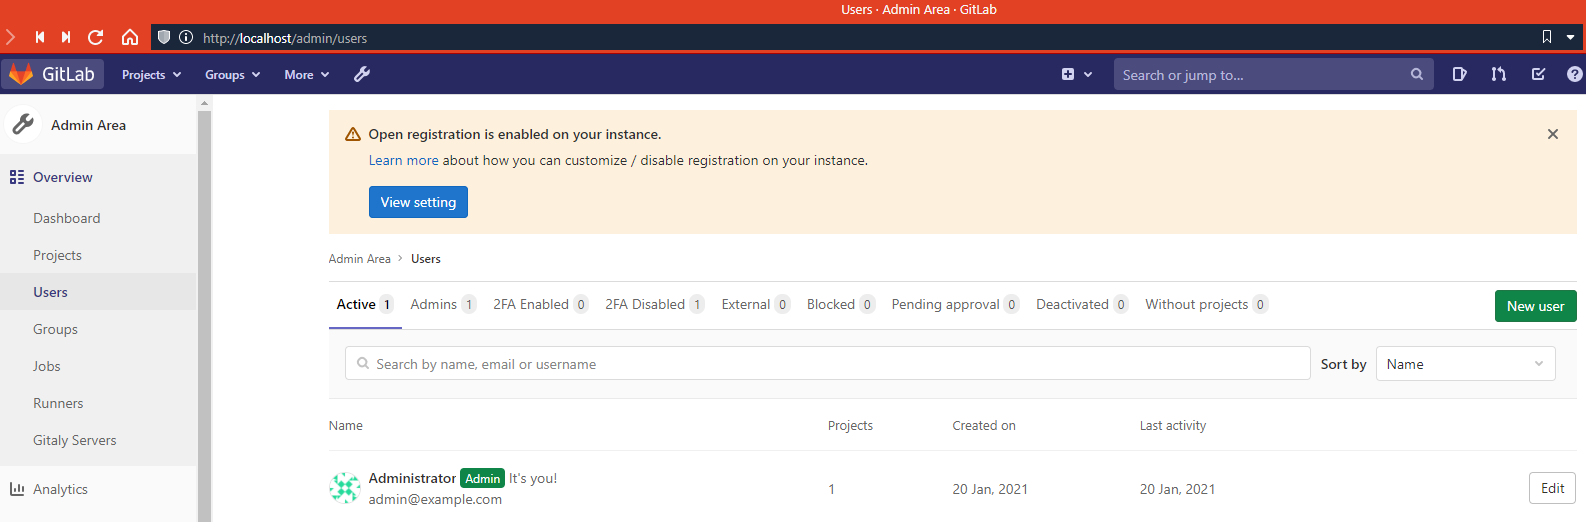 Users · Admin Area · GitLab
http://localhost/admin/users
GitLab Projects Groups More Search or jump to...
Admin Area
Overview
Dashboard
Projects
Users
Groups
Jobs
Runners
Gitaly Servers
Analytics
Open registration is enabled on your instance.
Learn more about how you can customize / disable registration on your instance.
View setting
Admin Area > Users
Active 1 Admins 1 2FA Enabled 0 2FA Disabled 1 External 0 Blocked 0 Pending approval 0 Deactivated 0 Without projects 0 New user
Search by name, email or username Sort by Name
Name Projects Created on Last activity
Administrator Admin It's you!
admin@example.com 1 20 Jan, 2021 20 Jan, 2021 Edit